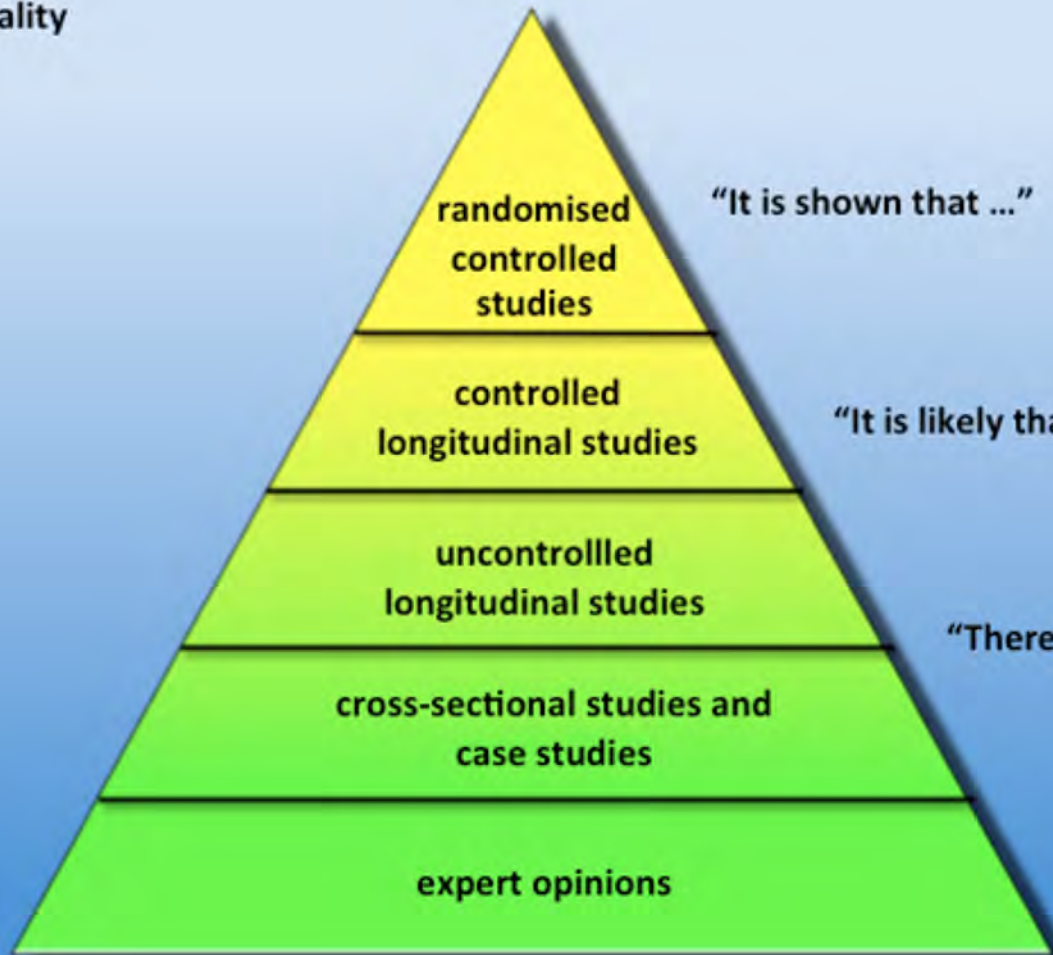 ality
randomised
controlled
studies
“It is shown that ...”
controlled
longitudinal studies
“It is likely tha
uncontrollled
longitudinal studies
“There
cross-sectional studies and
case studies
expert opinions